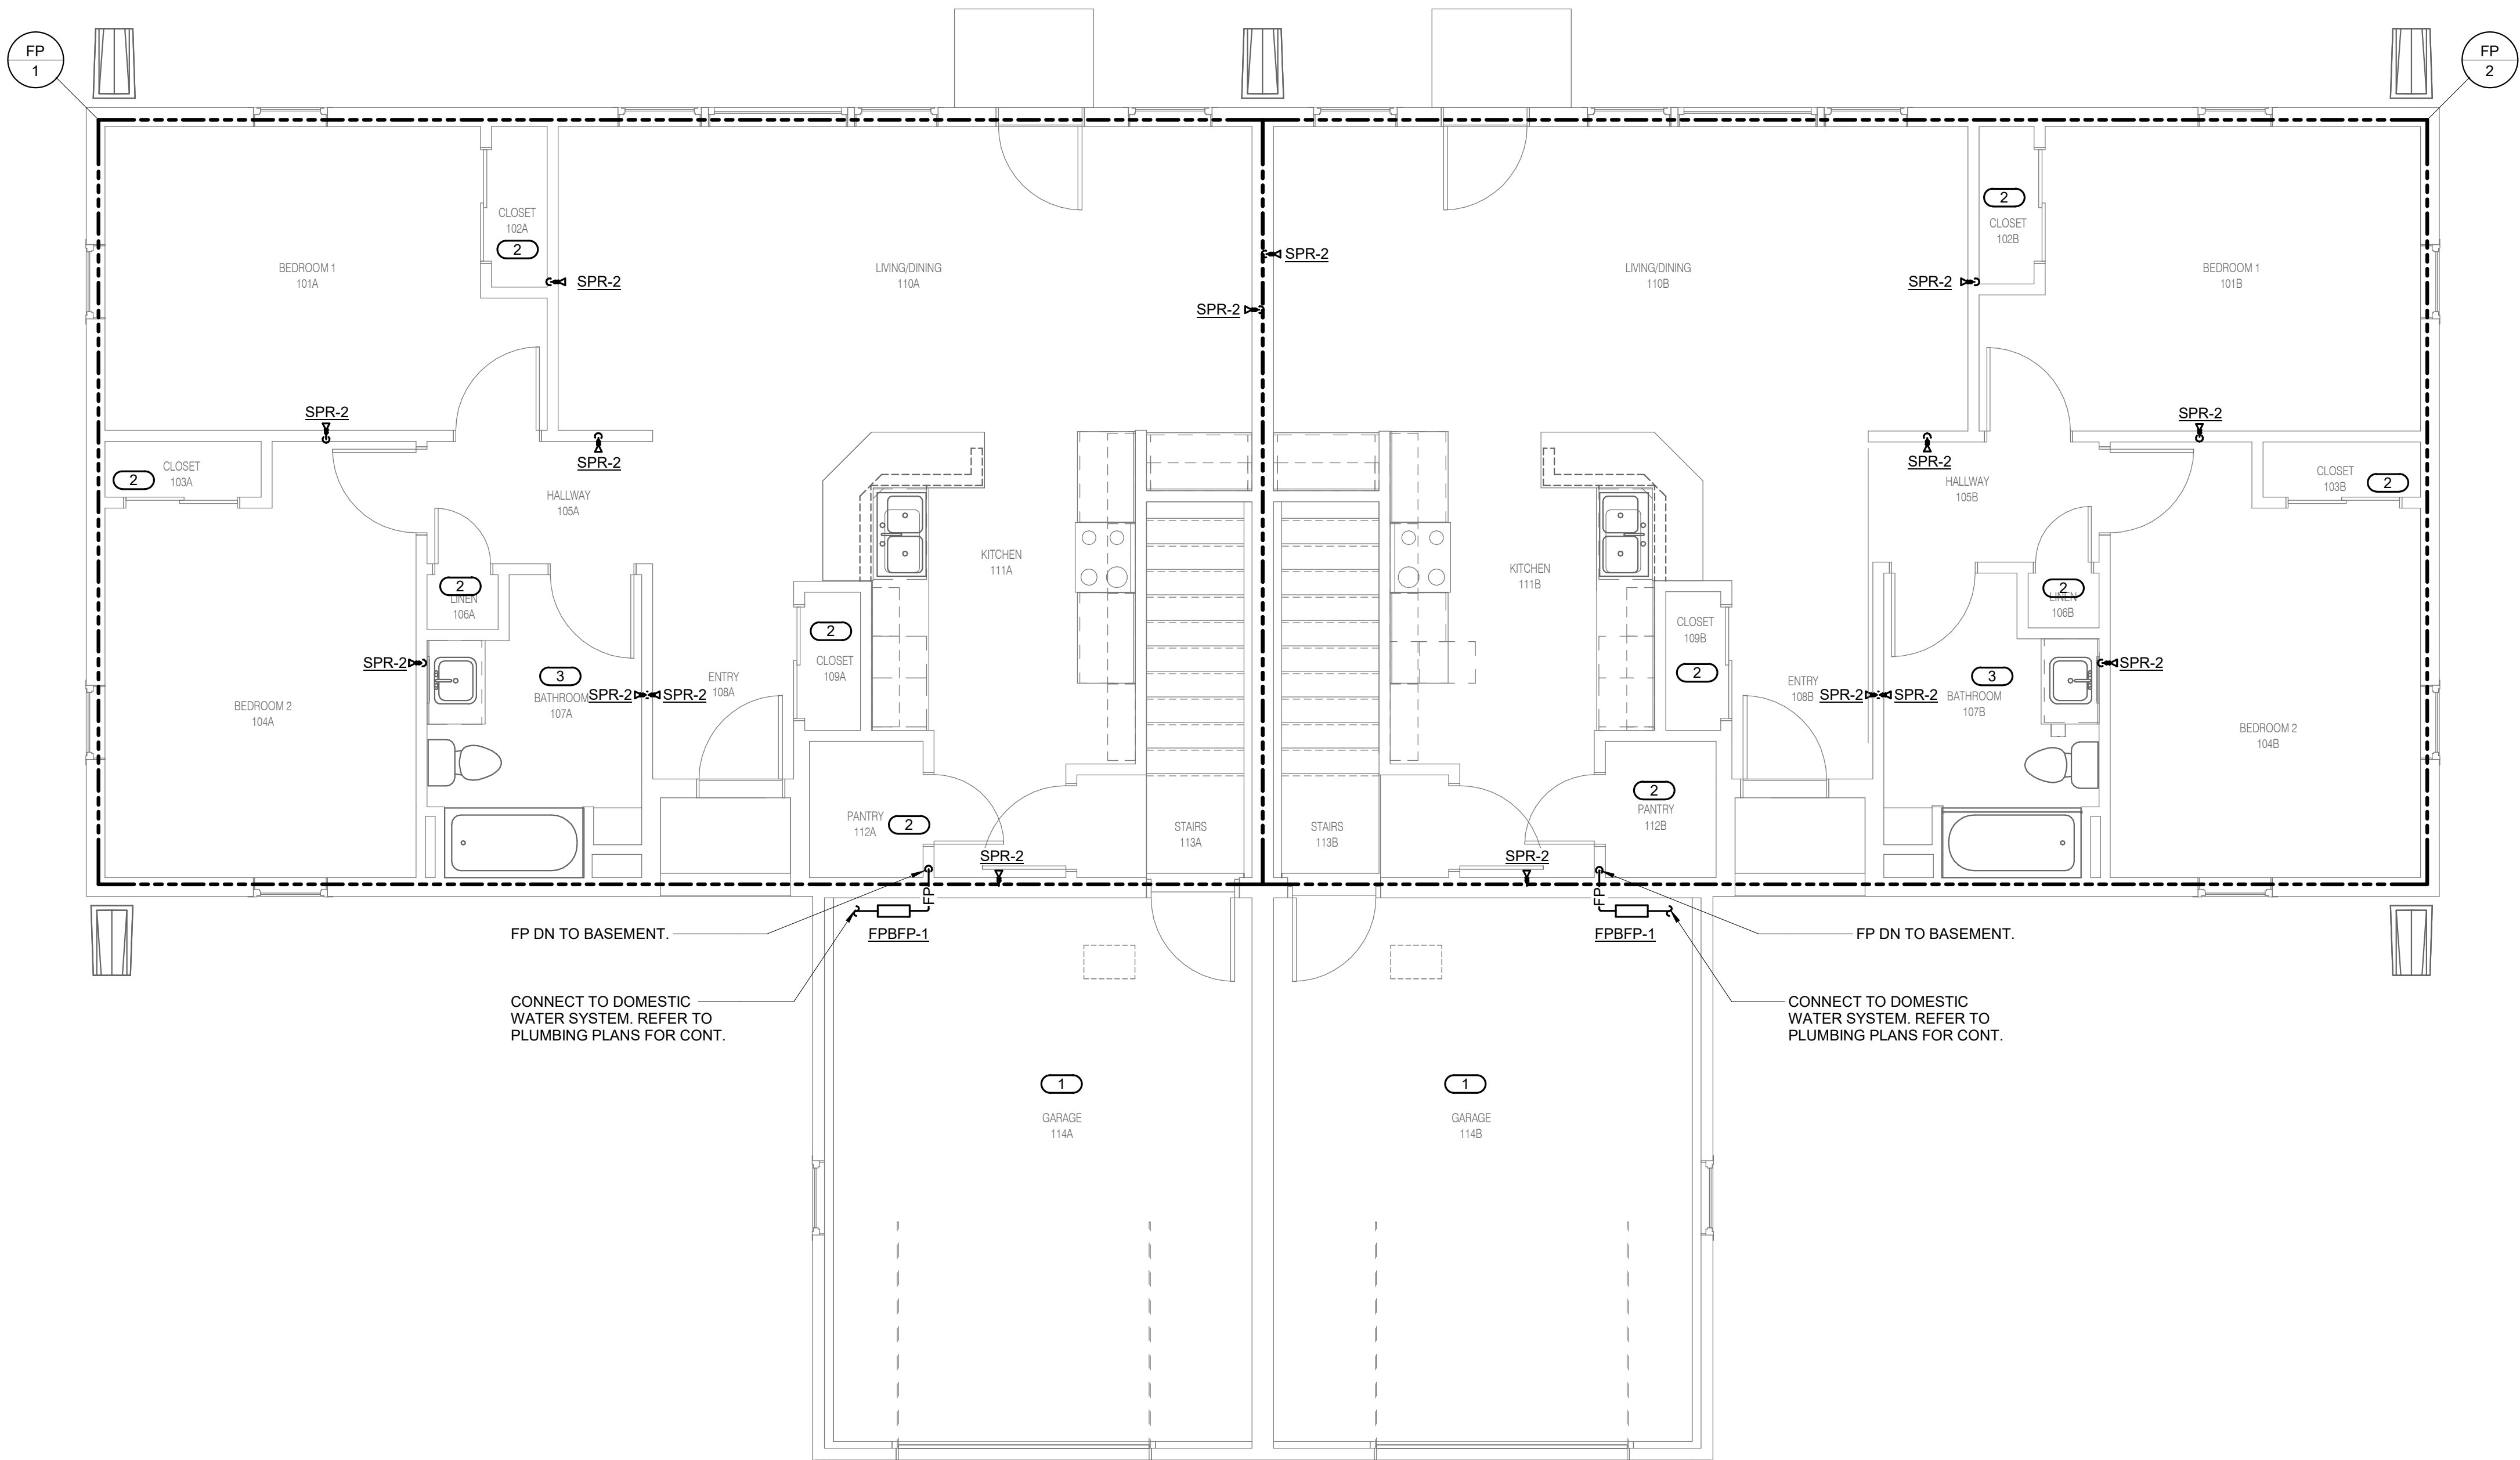 FP
1
FP
2
2
CLOSET
102A
2
CLOSET
102B
SPR-2
BEDROOM 1
101A
LIVING/DINING
110A
LIVING/DINING
110B
BEDROOM 1
101B
SPR-2
SPR-2
SPR-2
SPR-2
SPR-2
SPR-2
SPR-2
CLOSET
103A
2
CLOSET
103B
2
HALLWAY
105A
HALLWAY
105B
KITCHEN
111A
KITCHEN
111B
2
LINEN
106A
2
LINEN
106B
2
CLOSET
109A
CLOSET
109B
2
SPR-2
SPR-2
3
BATHROOM
107A
SPR-2
SPR-2
ENTRY
108A
ENTRY
108B
SPR-2
SPR-2
3
BATHROOM
107B
BEDROOM 2
104A
BEDROOM 2
104B
PANTRY
112A
2
2
PANTRY
112B
STAIRS
113A
STAIRS
113B
SPR-2
SPR-2
FP
FP
FP DN TO BASEMENT.
FPBFP-1
FPBFP-1
FP DN TO BASEMENT.
CONNECT TO DOMESTIC
WATER SYSTEM. REFER TO
PLUMBING PLANS FOR CONT.
CONNECT TO DOMESTIC
WATER SYSTEM. REFER TO
PLUMBING PLANS FOR CONT.
1
GARAGE
114A
1
GARAGE
114B